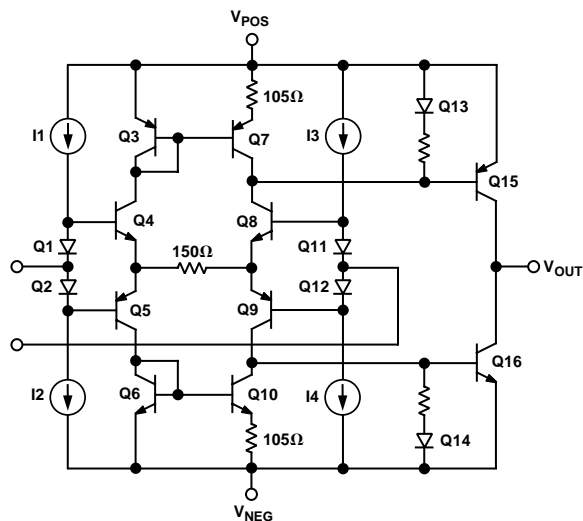 VPOS
105Ω
Q13
I1
Q3
Q7
I3
Q15
Q4
Q8
Q1
Q11
150Ω
VOUT
Q2
Q12
Q5
Q9
Q16
I2
Q6
Q10
I4
105Ω
Q14
VNEG